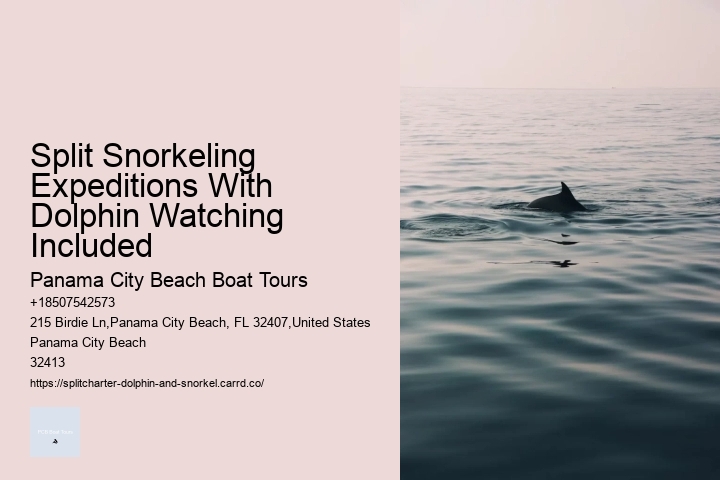 Split Snorkeling
Expeditions With
Dolphin Watching
Included
Panama City Beach Boat Tours
+18507542573
215 Birdie Ln,Panama City Beach, FL 32407,United States
Panama City Beach
32413
https://splitcharter-dolphin-and-snorkel.carrd.co/